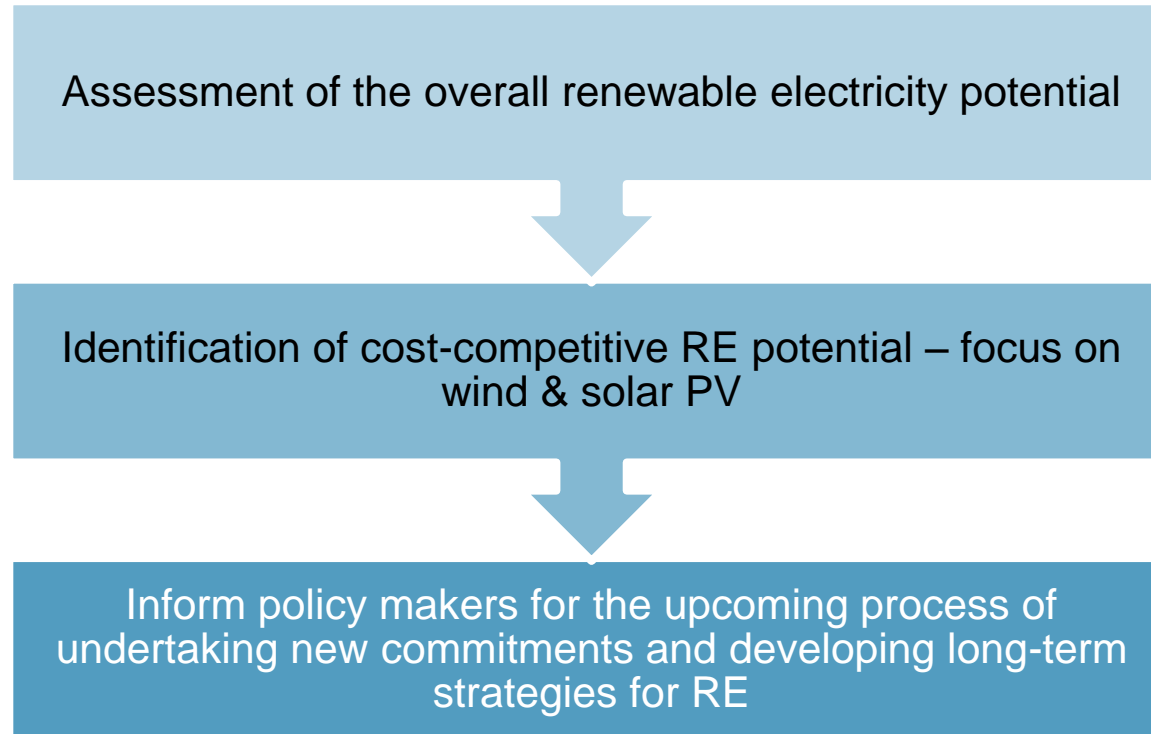 Assessment of the overall renewable electricity potential
Identification of cost-competitive RE potential – focus on
wind & solar PV
Inform policy makers for the upcoming process of
undertaking new commitments and developing long-term
strategies for RE